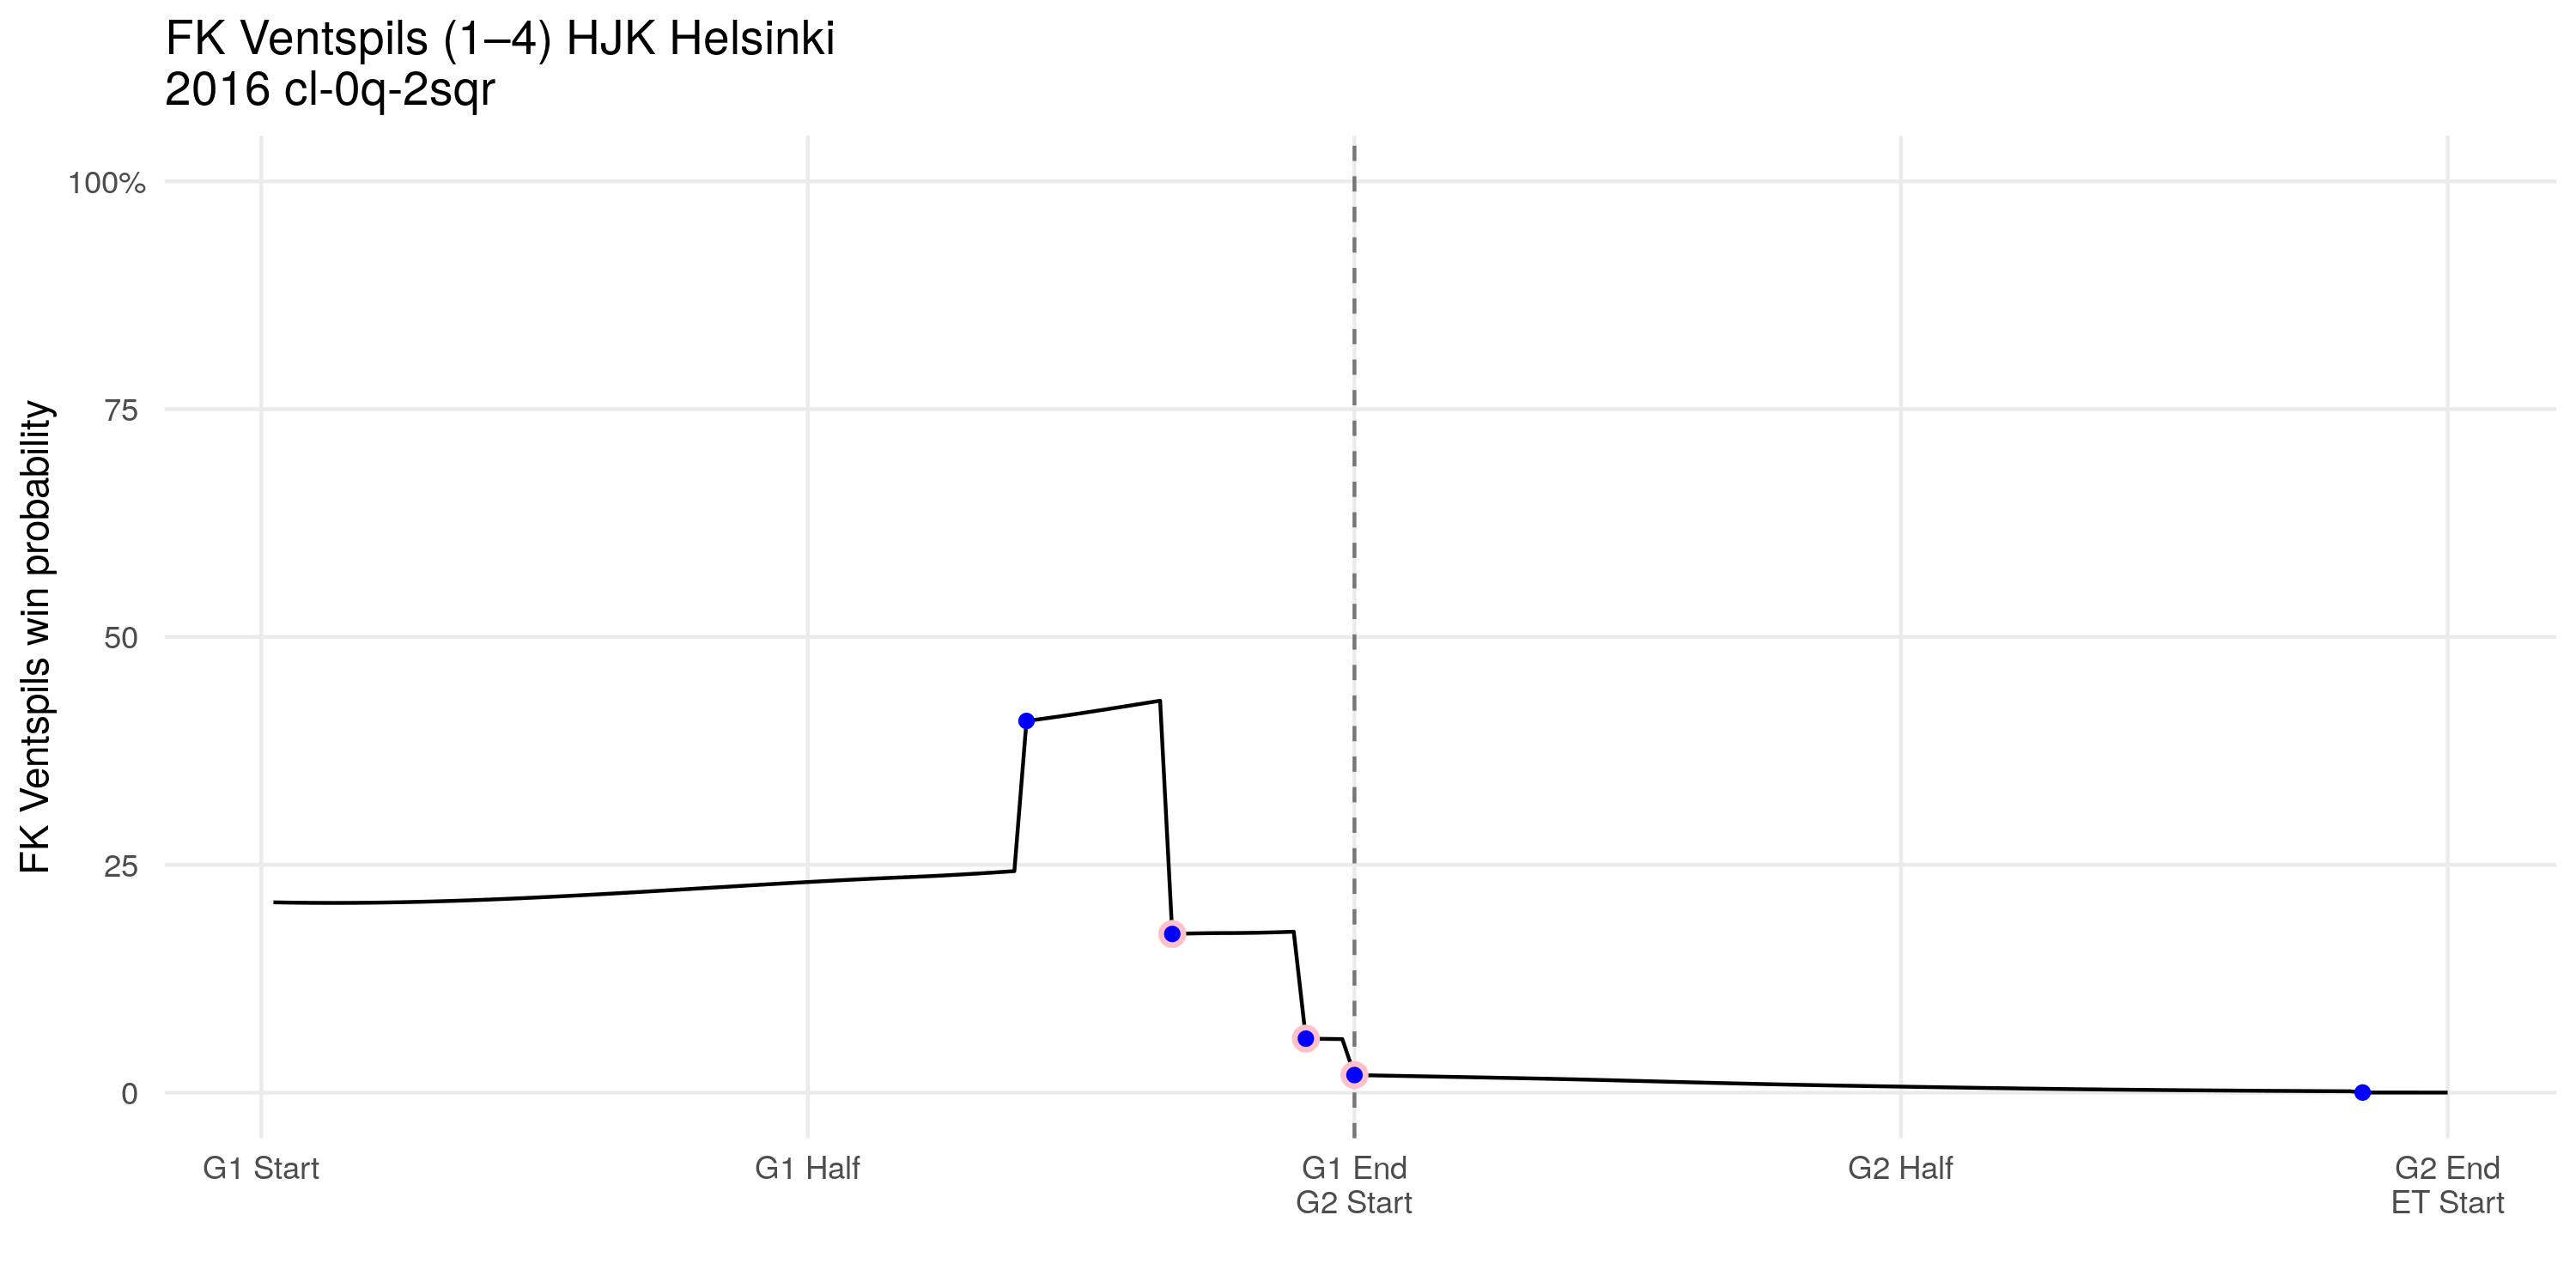 FK Ventspils (1–4) HJK Helsinki
2016 cl-0q-2sqr
FK Ventspils win probability
100%
75
50
25
0
G1 Start
G1 Half
G1 End
G2 Start
G2 Half
G2 End
ET Start